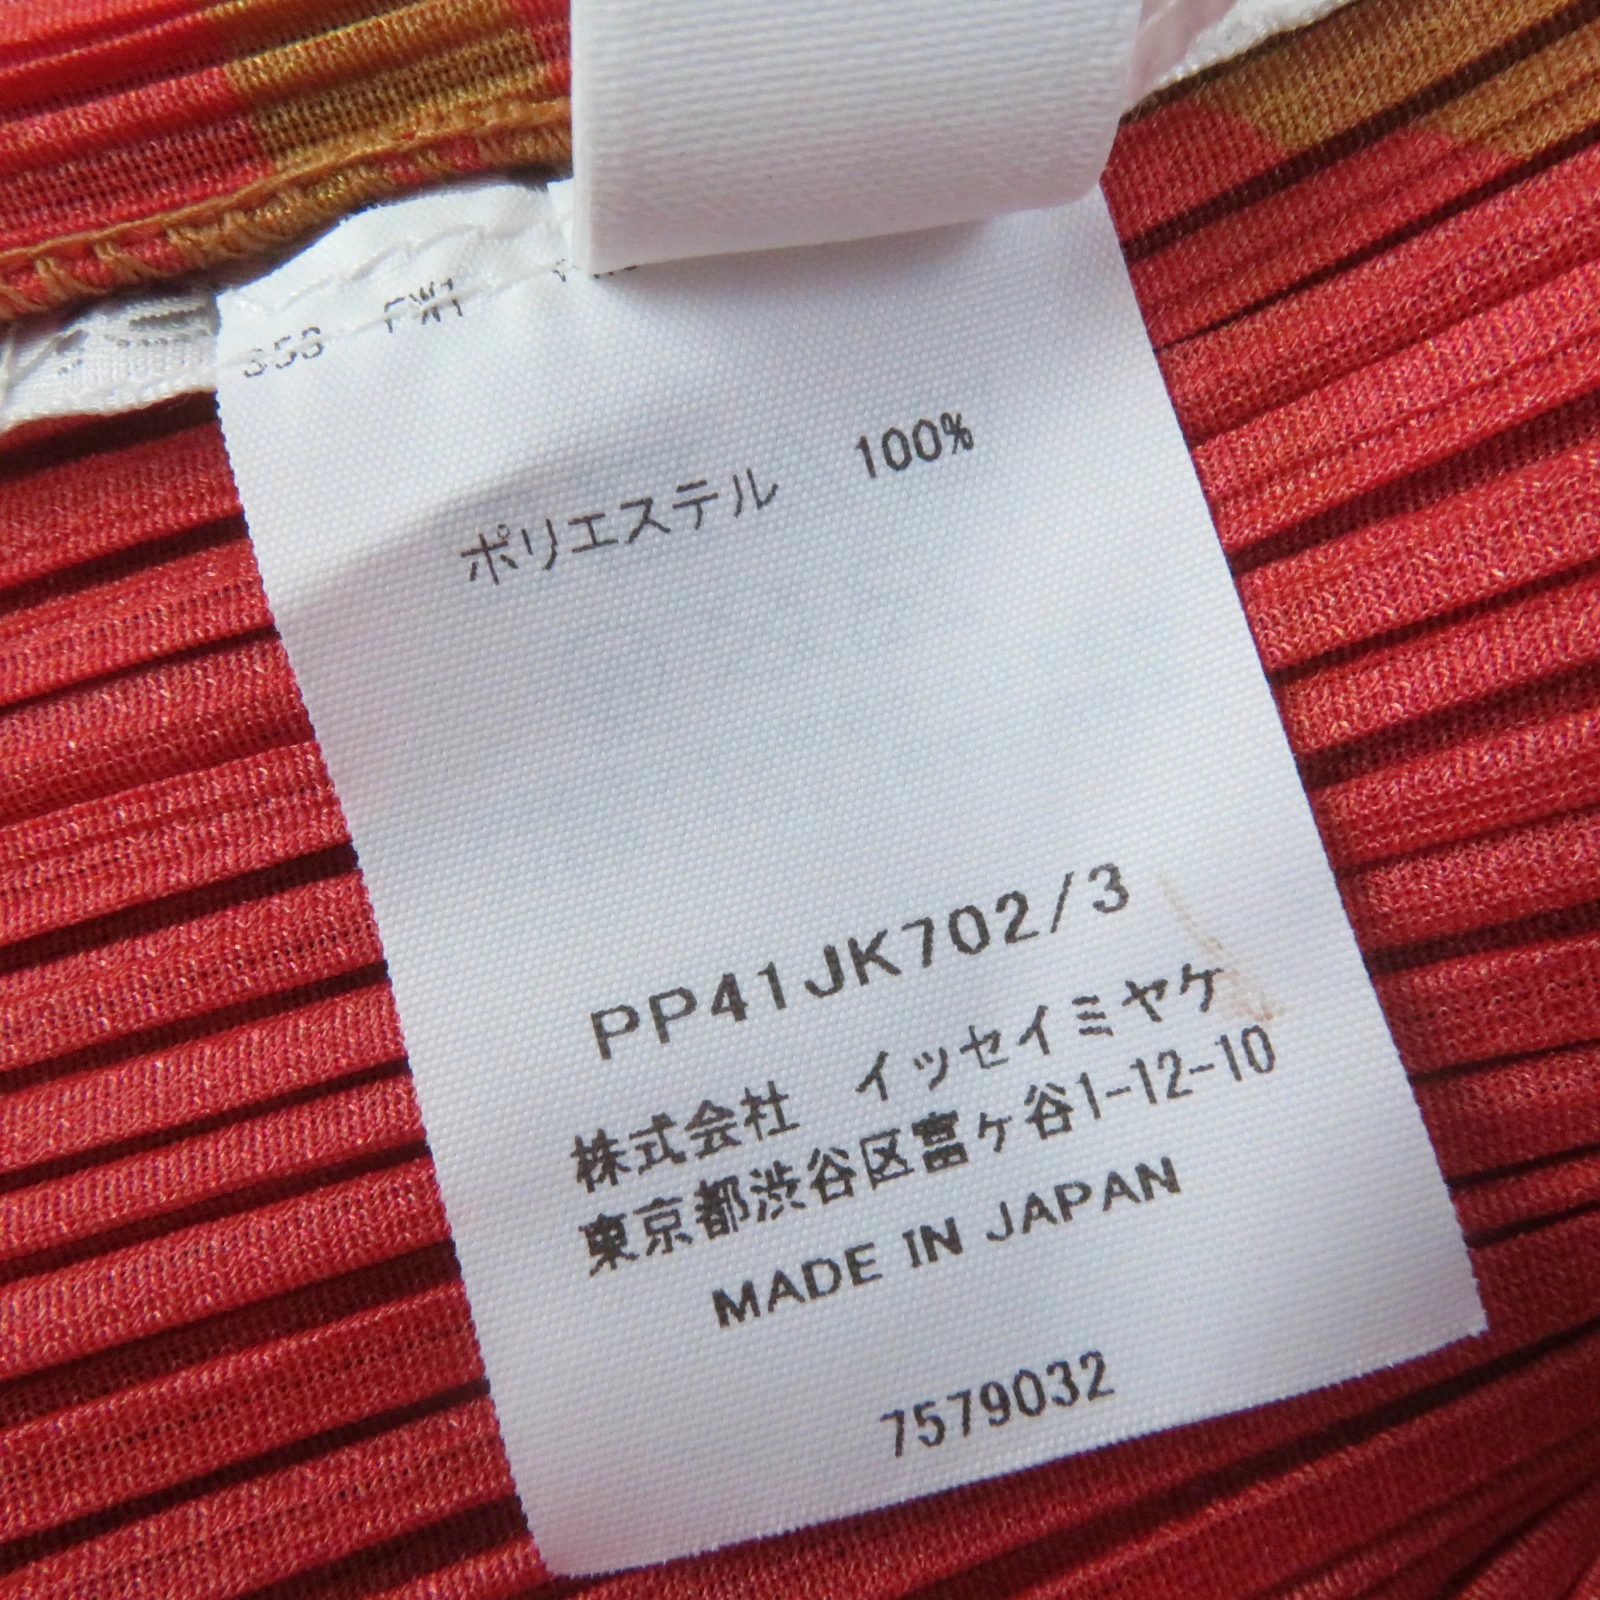 ポリエステル 100%
PP41JK702/3
株式会社 イッセイミヤケ
東京都渋谷区富ヶ谷1-12-10
MADE IN JAPAN
7579032